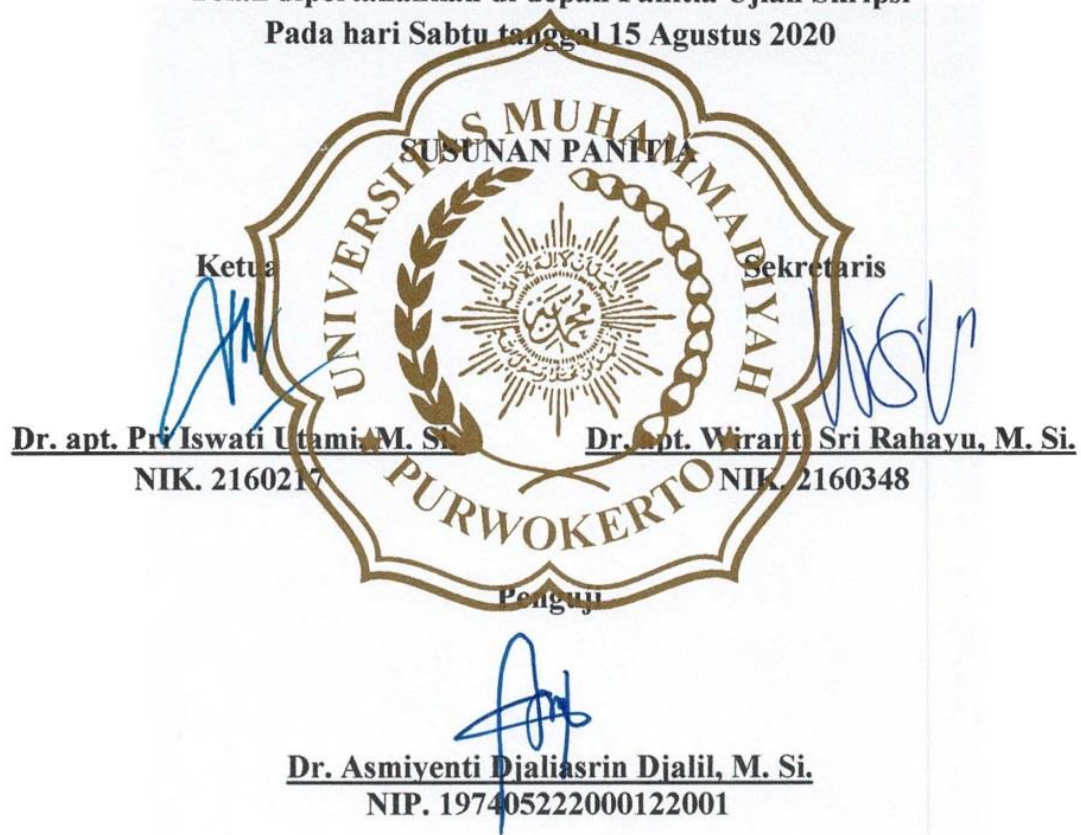 Pada hari Sabtu tanggal 15 Agustus 2020
UNIVERSITAS MUHAMMADIYAH
SUSUNAN PANITIA
Ketua
Sekretaris
Dr. apt. Pri Iswati Utami, M. Si.
Dr. apt. Wiranti Sri Rahayu, M. Si.
NIK. 2160217
NIK. 2160348
PURWOKERTO
Penguji
Dr. Asmiyenti Djaliasrin Djalil, M. Si.
NIP. 197405222000122001